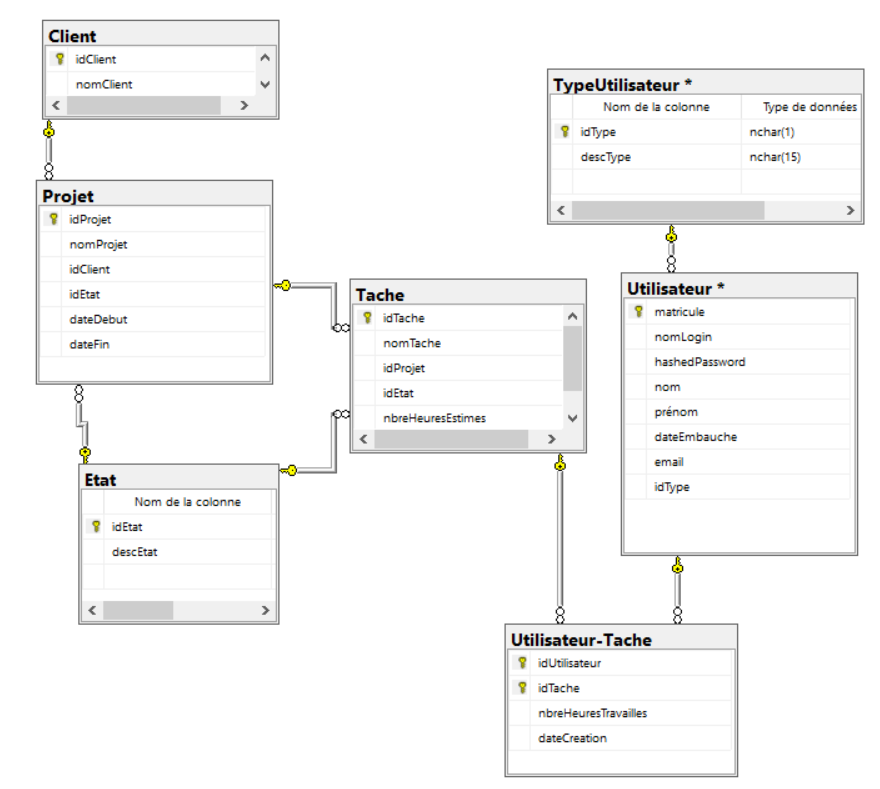 Client
idClient
nomClient
TypeUtilisateur *
Nom de la colonne Type de données
idType nchar(1)
descType nchar(15)
Projet
idProjet
nomProjet
idClient
idEtat
dateDebut
dateFin
Tache
idTache
nomTache
idProjet
idEtat
nbreHeuresEstimes
Utilisateur *
matricule
nomLogin
hashedPassword
nom
prénom
dateEmbauche
email
idType
Etat
Nom de la colonne
idEtat
descEtat
Utilisateur-Tache
idUtilisateur
idTache
nbreHeuresTravailles
dateCreation